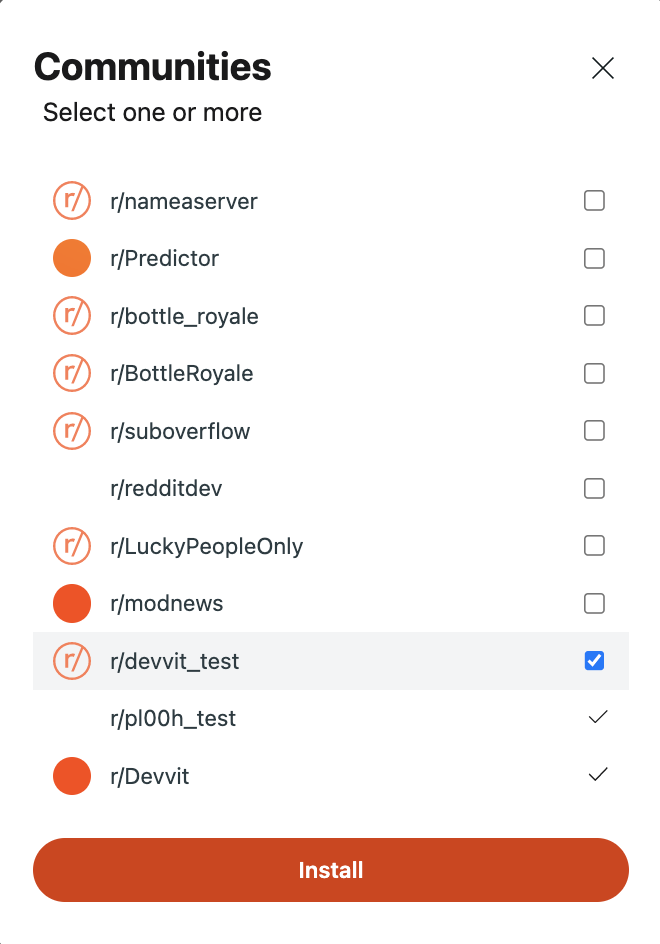 Communities
Select one or more
r/ r/nameaserver
r/Predictor
r/ r/bottle_royale
r/ r/BottleRoyale
r/ r/suboverflow
r/redditdev
r/ r/LuckyPeopleOnly
r/modnews
r/ r/devvit_test
r/pl00h_test
r/Devvit
Install